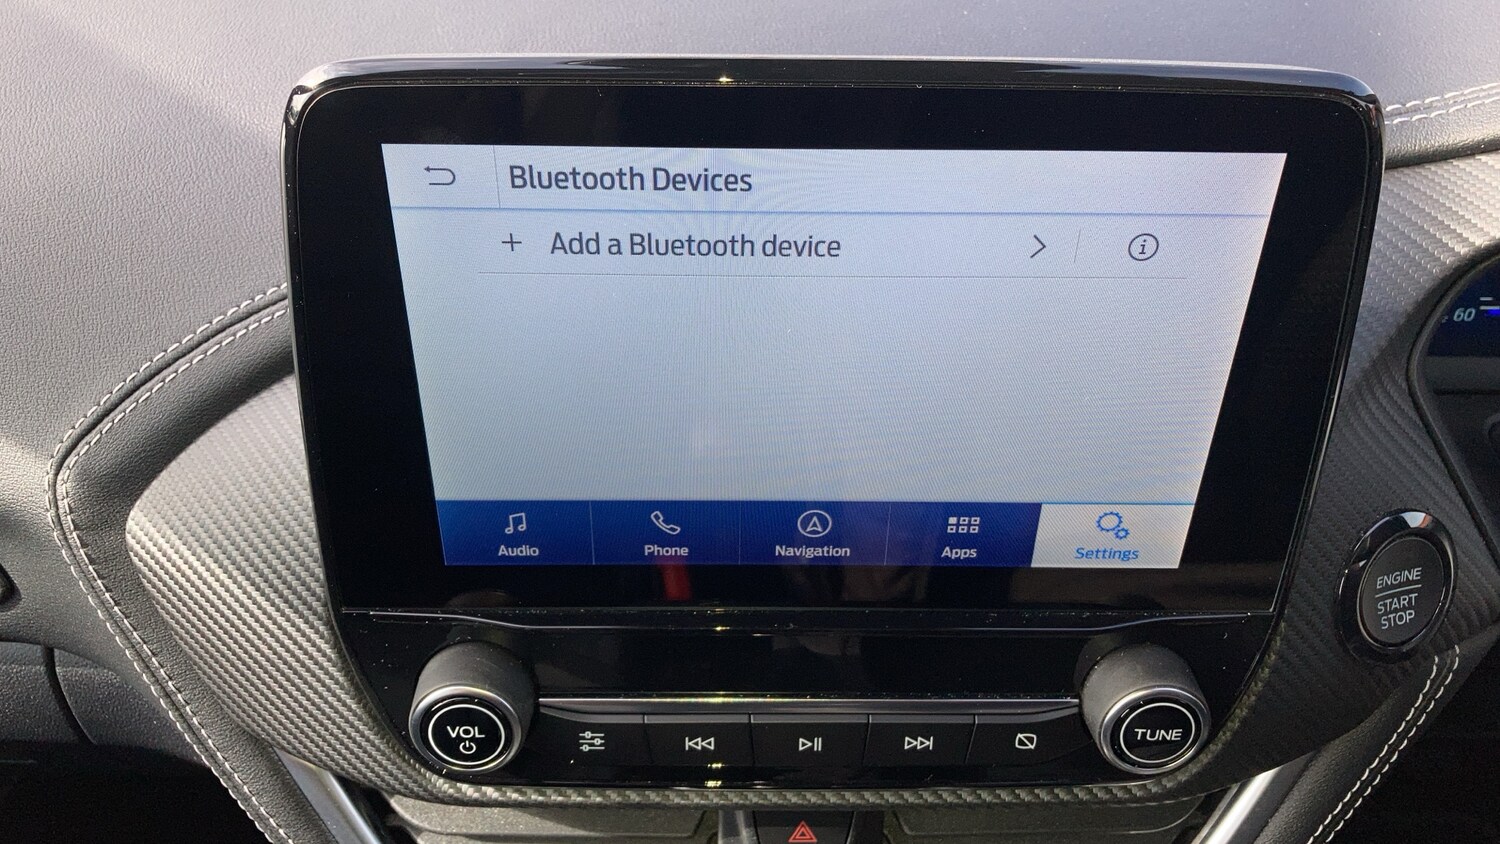 Bluetooth Devices
+ Add a Bluetooth device
60
Audio
Phone
Navigation
Apps
Settings
ENGINE
START
STOP
VOL
TUNE